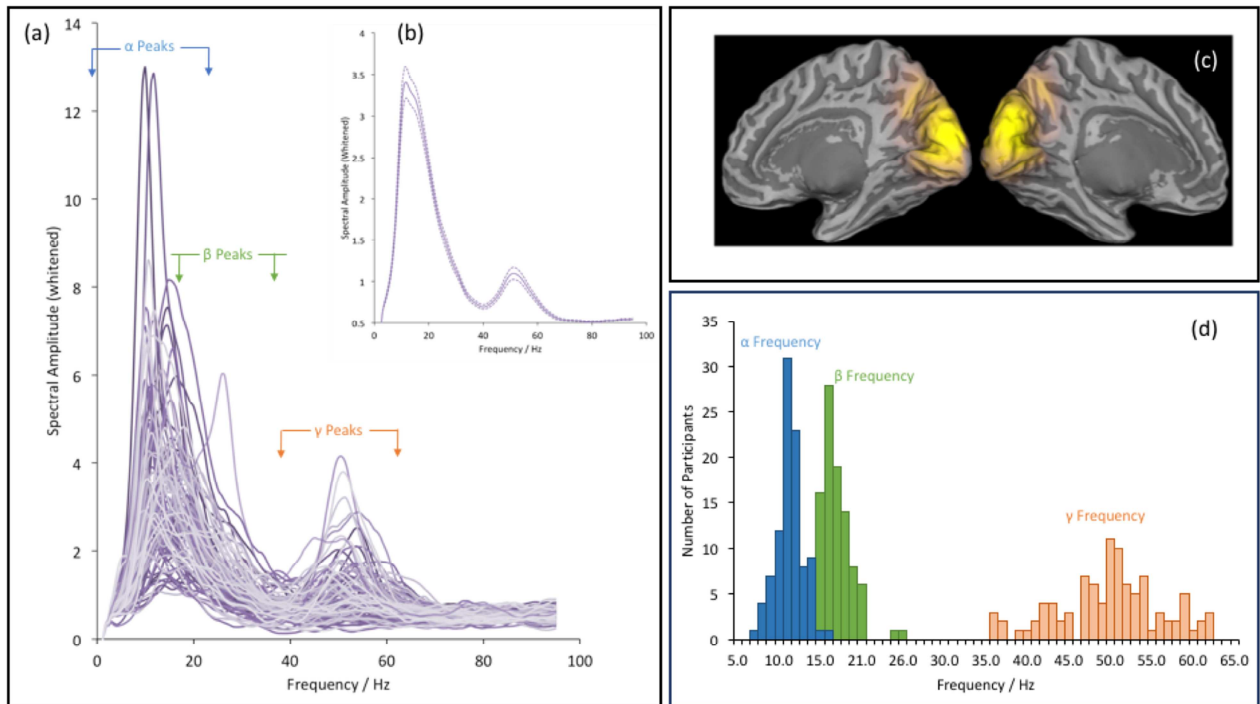 (a)
14
12
10
8
6
4
2
0
Spectral Amplitude (whitened)
α Peaks
β Peaks
γ Peaks
0 20 40 60 80 100
Frequency / Hz
(b)
4
3.5
3
2.5
2
1.5
1
0.5
Spectral Amplitude (Whitened)
0 20 40 60 80 100
Frequency / Hz
(c)
(d)
35
30
25
20
15
10
5
0
Number of Participants
α Frequency
β Frequency
γ Frequency
5.0 10.0 15.0 21.0 26.0 30.0 35.0 40.0 45.0 50.0 55.0 60.0 65.0
Frequency / Hz